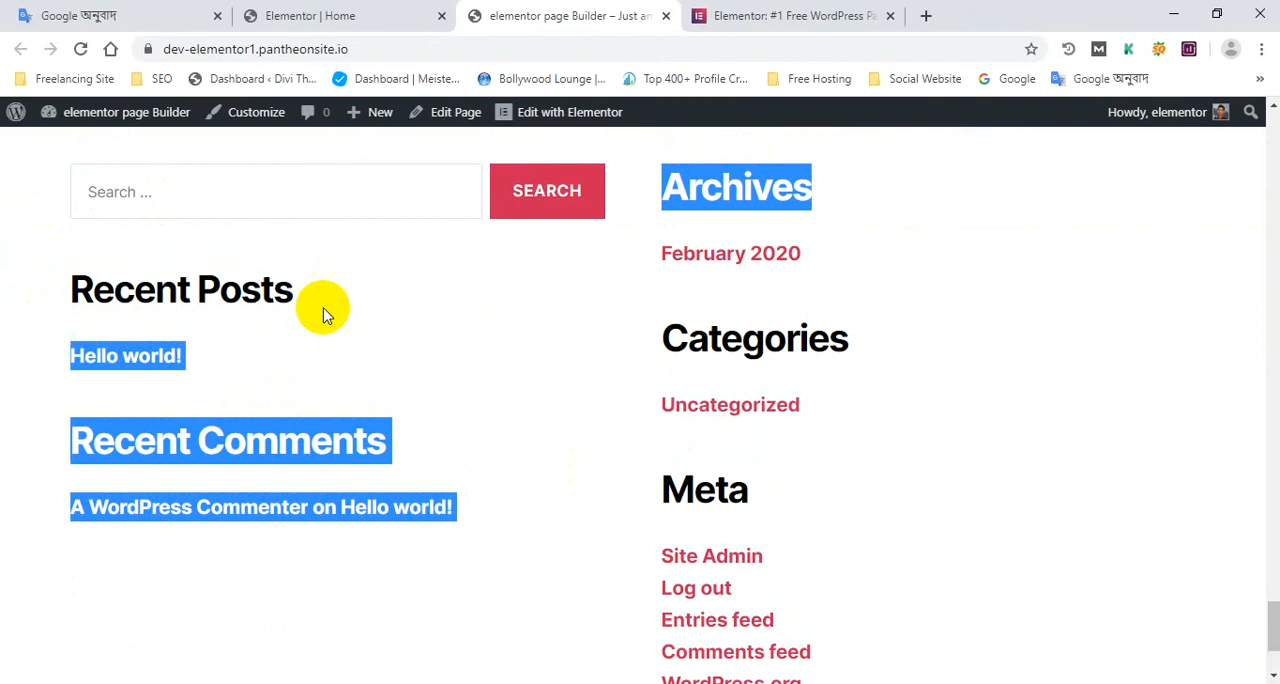 Google অনুবাদ
Elementor | Home
elementor page Builder – Just an
Elementor: #1 Free WordPress Pa
dev-elementor1.pantheonsite.io
Freelancing Site
SEO
Dashboard ‹ Divi Th...
Dashboard | Meiste...
Bollywood Lounge |...
Top 400+ Profile Cr...
Free Hosting
Social Website
Google
Google অনুবাদ
»
elementor page Builder
Customize
0
New
Edit Page
Edit with Elementor
Howdy, elementor
Search ...
SEARCH
Recent Posts
Hello world!
Recent Comments
A WordPress Commenter on Hello world!
Archives
February 2020
Categories
Uncategorized
Meta
Site Admin
Log out
Entries feed
Comments feed
WordPress.org